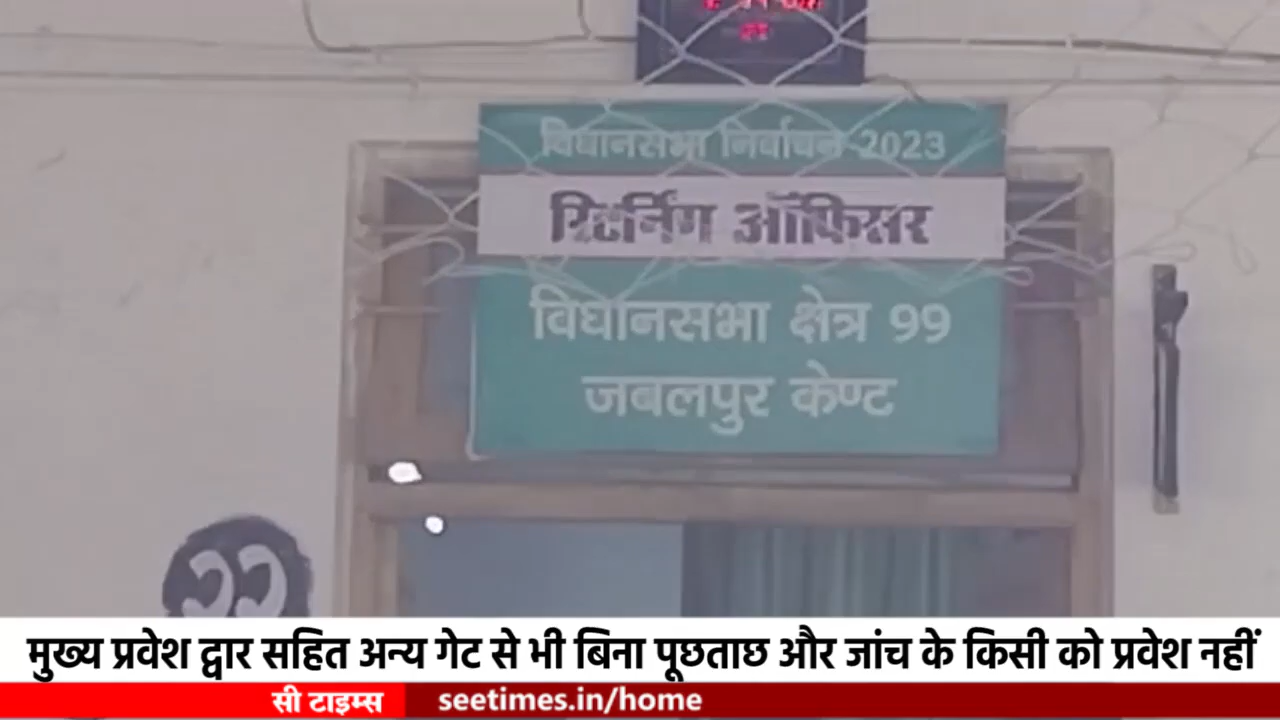 विधानसभा निर्वाचन 2023
रिटर्निंग ऑफिसर
विधानसभा क्षेत्र 99
जबलपुर केण्ट
22
मुख्य प्रवेश द्वार सहित अन्य गेट से भी बिना पूछताछ और जांच के किसी को प्रवेश नहीं
सी टाइम्स seetimes.in/home